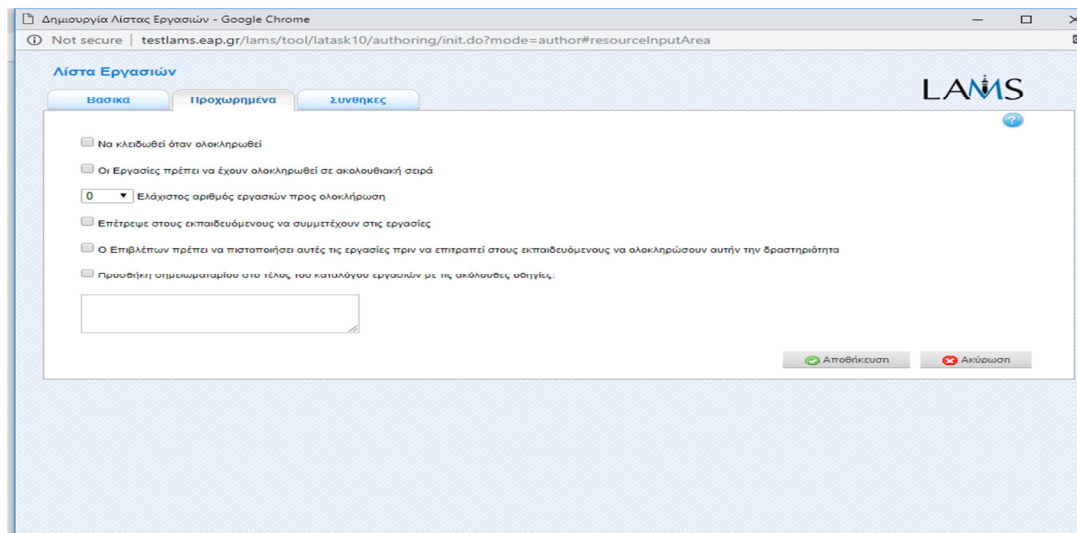 Δημιουργία Λίστας Εργασιών - Google Chrome
Not secure | testlams.eap.gr/lams/tool/latask10/authoring/init.do?mode=author#resourceInputArea
Λίστα Εργασιών
LAMS
Βασικά Προχωρημένα Συνθήκες
?
Να κλειδωθεί όταν ολοκληρωθεί
Οι Εργασίες πρέπει να έχουν ολοκληρωθεί σε ακολουθιακή σειρά
0 Ελάχιστος αριθμός εργασιών προς ολοκλήρωση
Επέτρεψε στους εκπαιδευόμενους να συμμετέχουν στις εργασίες
Ο Επιβλέπων πρέπει να πιστοποιήσει αυτές τις εργασίες πριν να επιτραπεί στους εκπαιδευόμενους να ολοκληρώσουν αυτήν την δραστηριότητα
Προσθήκη σημειωματαρίου στο τέλος του καταλόγου εργασιών με τις ακόλουθες οδηγίες:
Αποθήκευση Ακύρωση